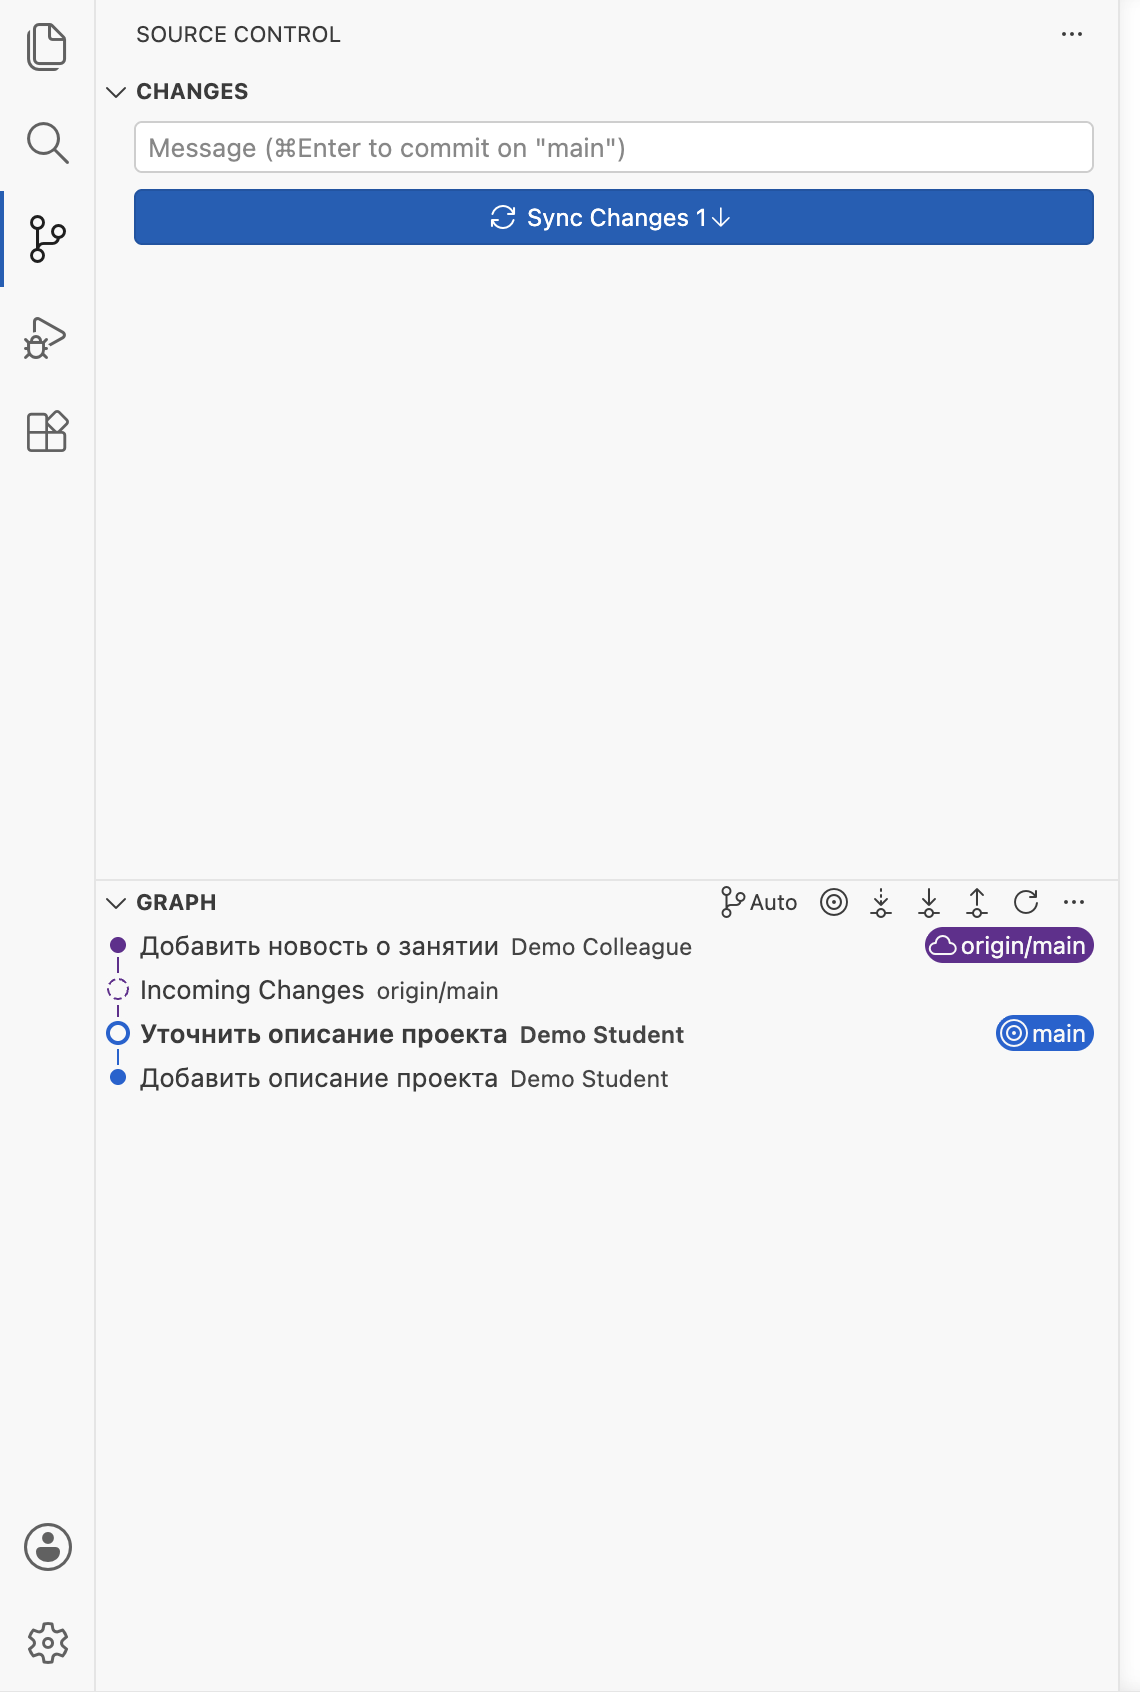 SOURCE CONTROL
CHANGES
Message (⌘Enter to commit on "main")
Sync Changes 1↓
GRAPH
Auto
Добавить новость о занятии Demo Colleague origin/main
Incoming Changes origin/main
Уточнить описание проекта Demo Student main
Добавить описание проекта Demo Student